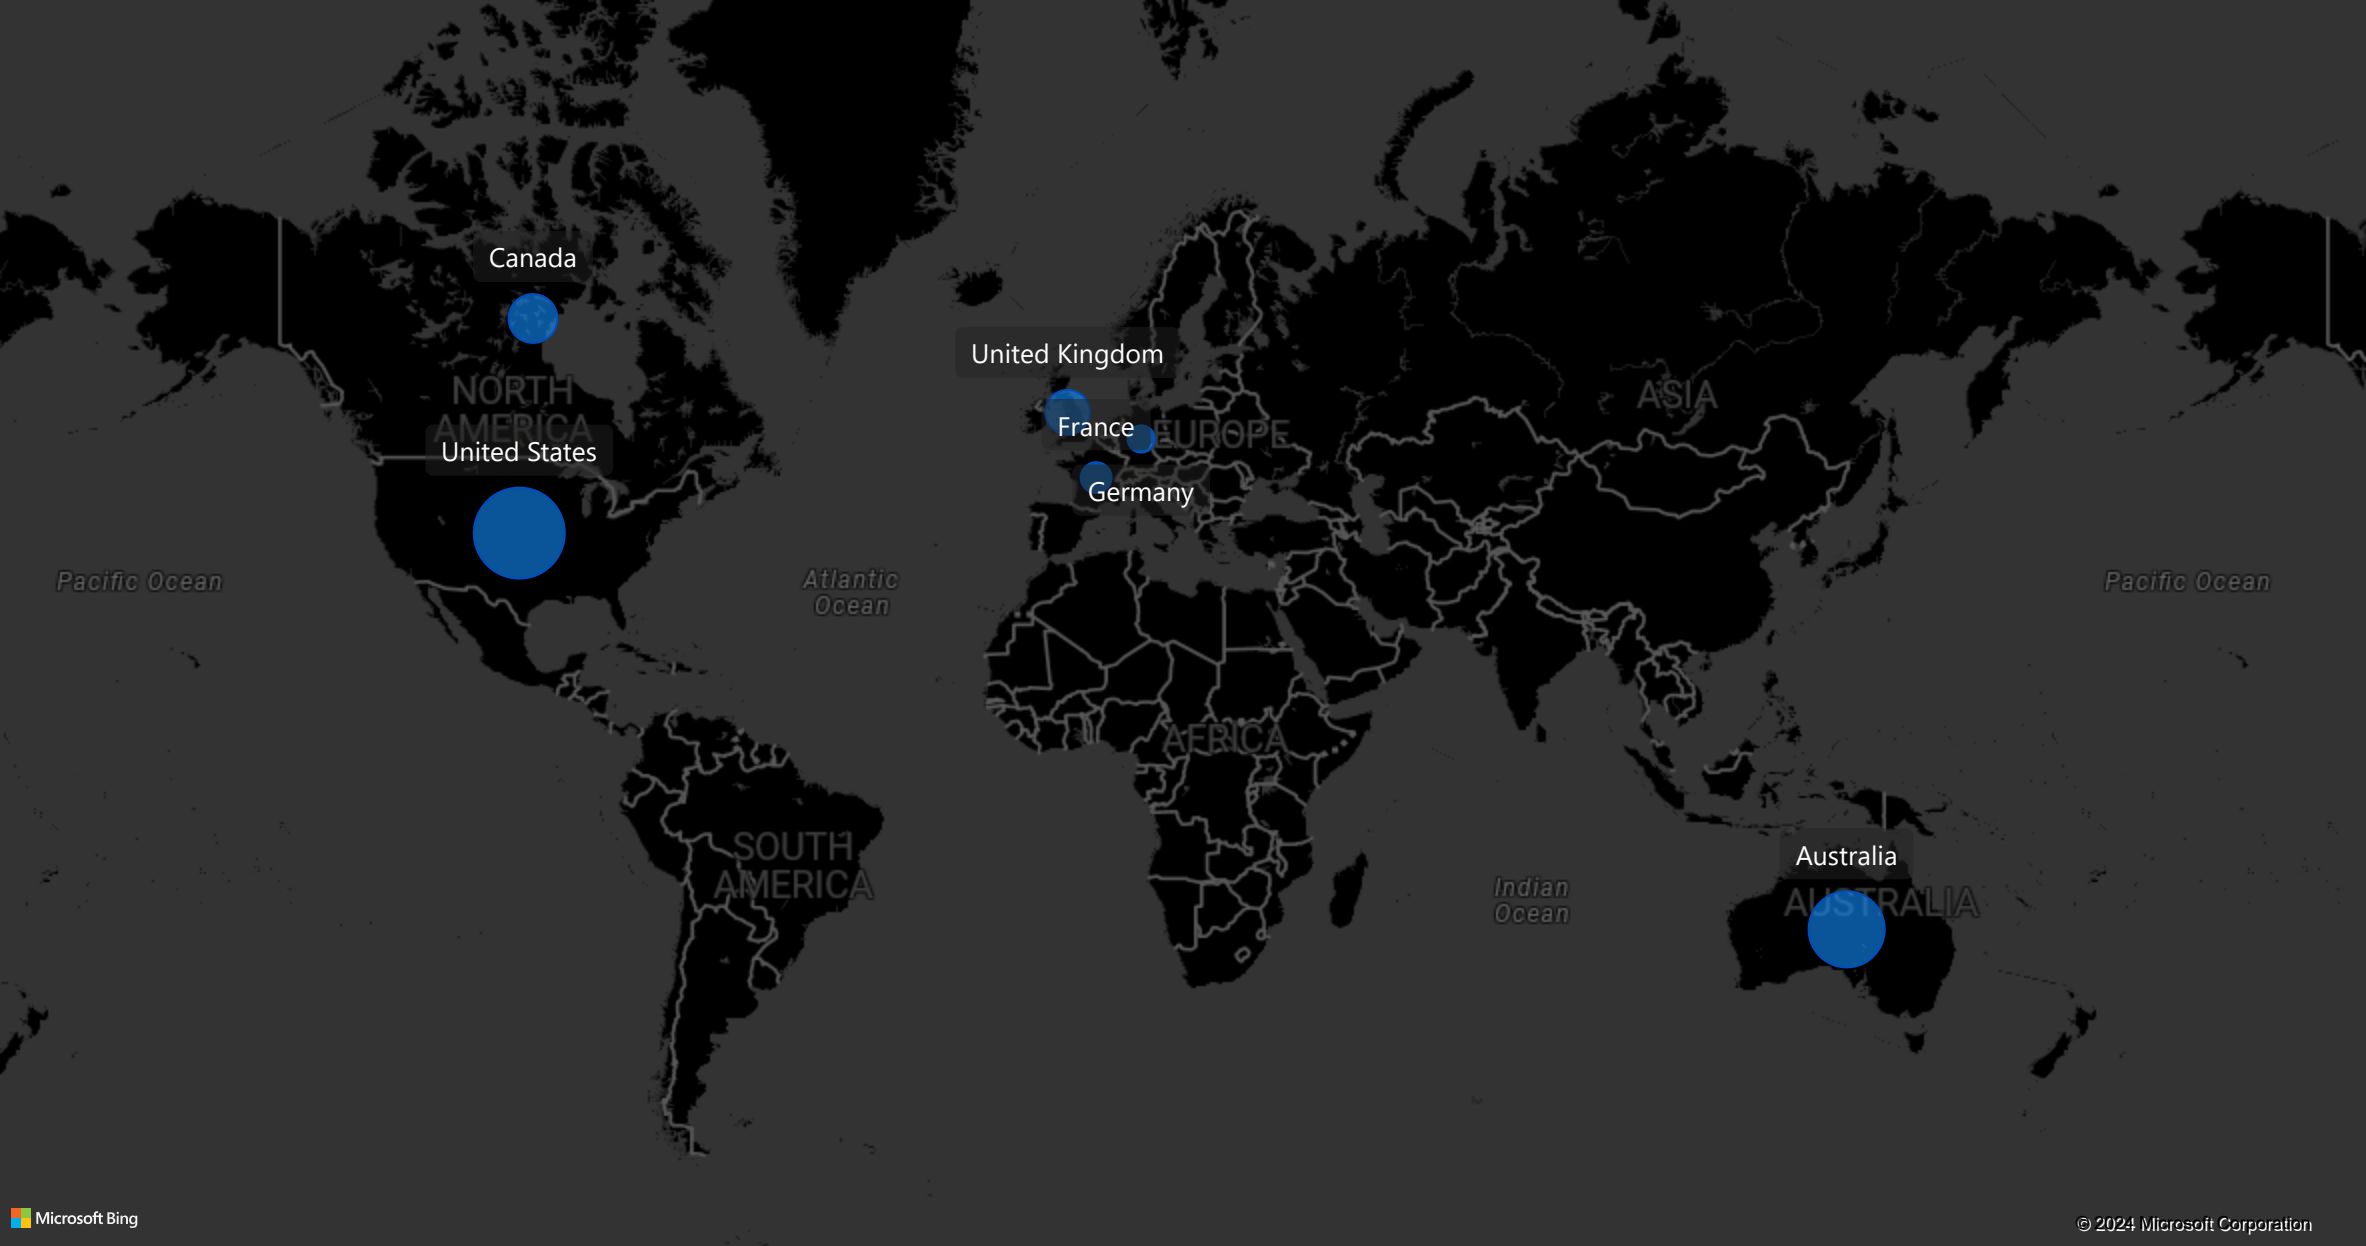 Canada
United Kingdom
NORTH
AMERICA
ASIA
France
EUROPE
United States
Germany
Pacific Ocean
Atlantic
Ocean
Pacific Ocean
AFRICA
SOUTH
AMERICA
Australia
Indian
Ocean
AUSTRALIA
Microsoft Bing
© 2024 Microsoft Corporation